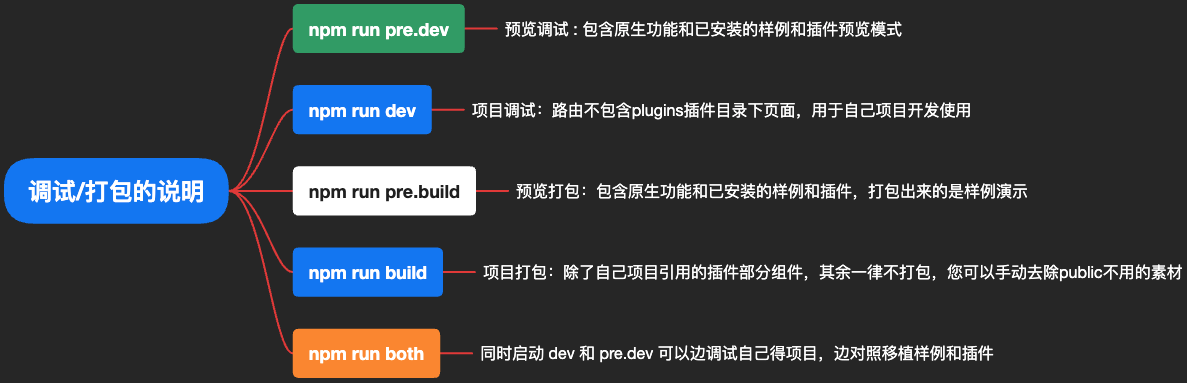 npm run pre.dev
预览调试 : 包含原生功能和已安装的样例和插件预览模式
npm run dev
项目调试：路由不包含plugins插件目录下页面，用于自己项目开发使用
调试/打包的说明
npm run pre.build
预览打包：包含原生功能和已安装的样例和插件，打包出来的是样例演示
npm run build
项目打包：除了自己项目引用的插件部分组件，其余一律不打包，您可以手动去除public不用的素材
npm run both
同时启动 dev 和 pre.dev 可以边调试自己得项目，边对照移植样例和插件